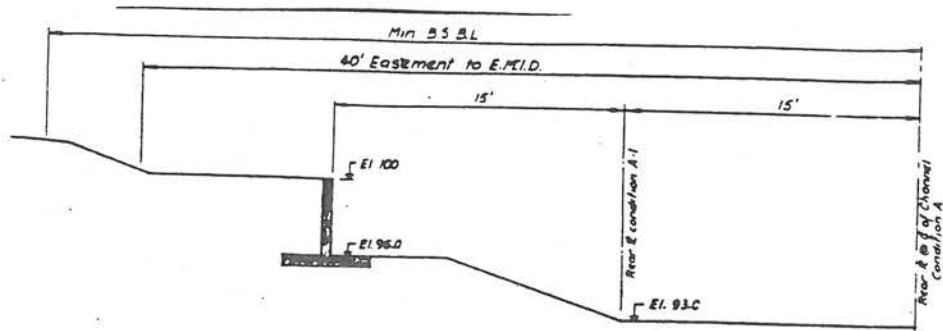 Min B.S.B.L
40' Easement to E.M.I.D.
15'
15'
El. 100
El. 96.0
El. 93.0
Rear ℞ condition A-1
Rear ℞ @ ¢ of Channel
Condition A